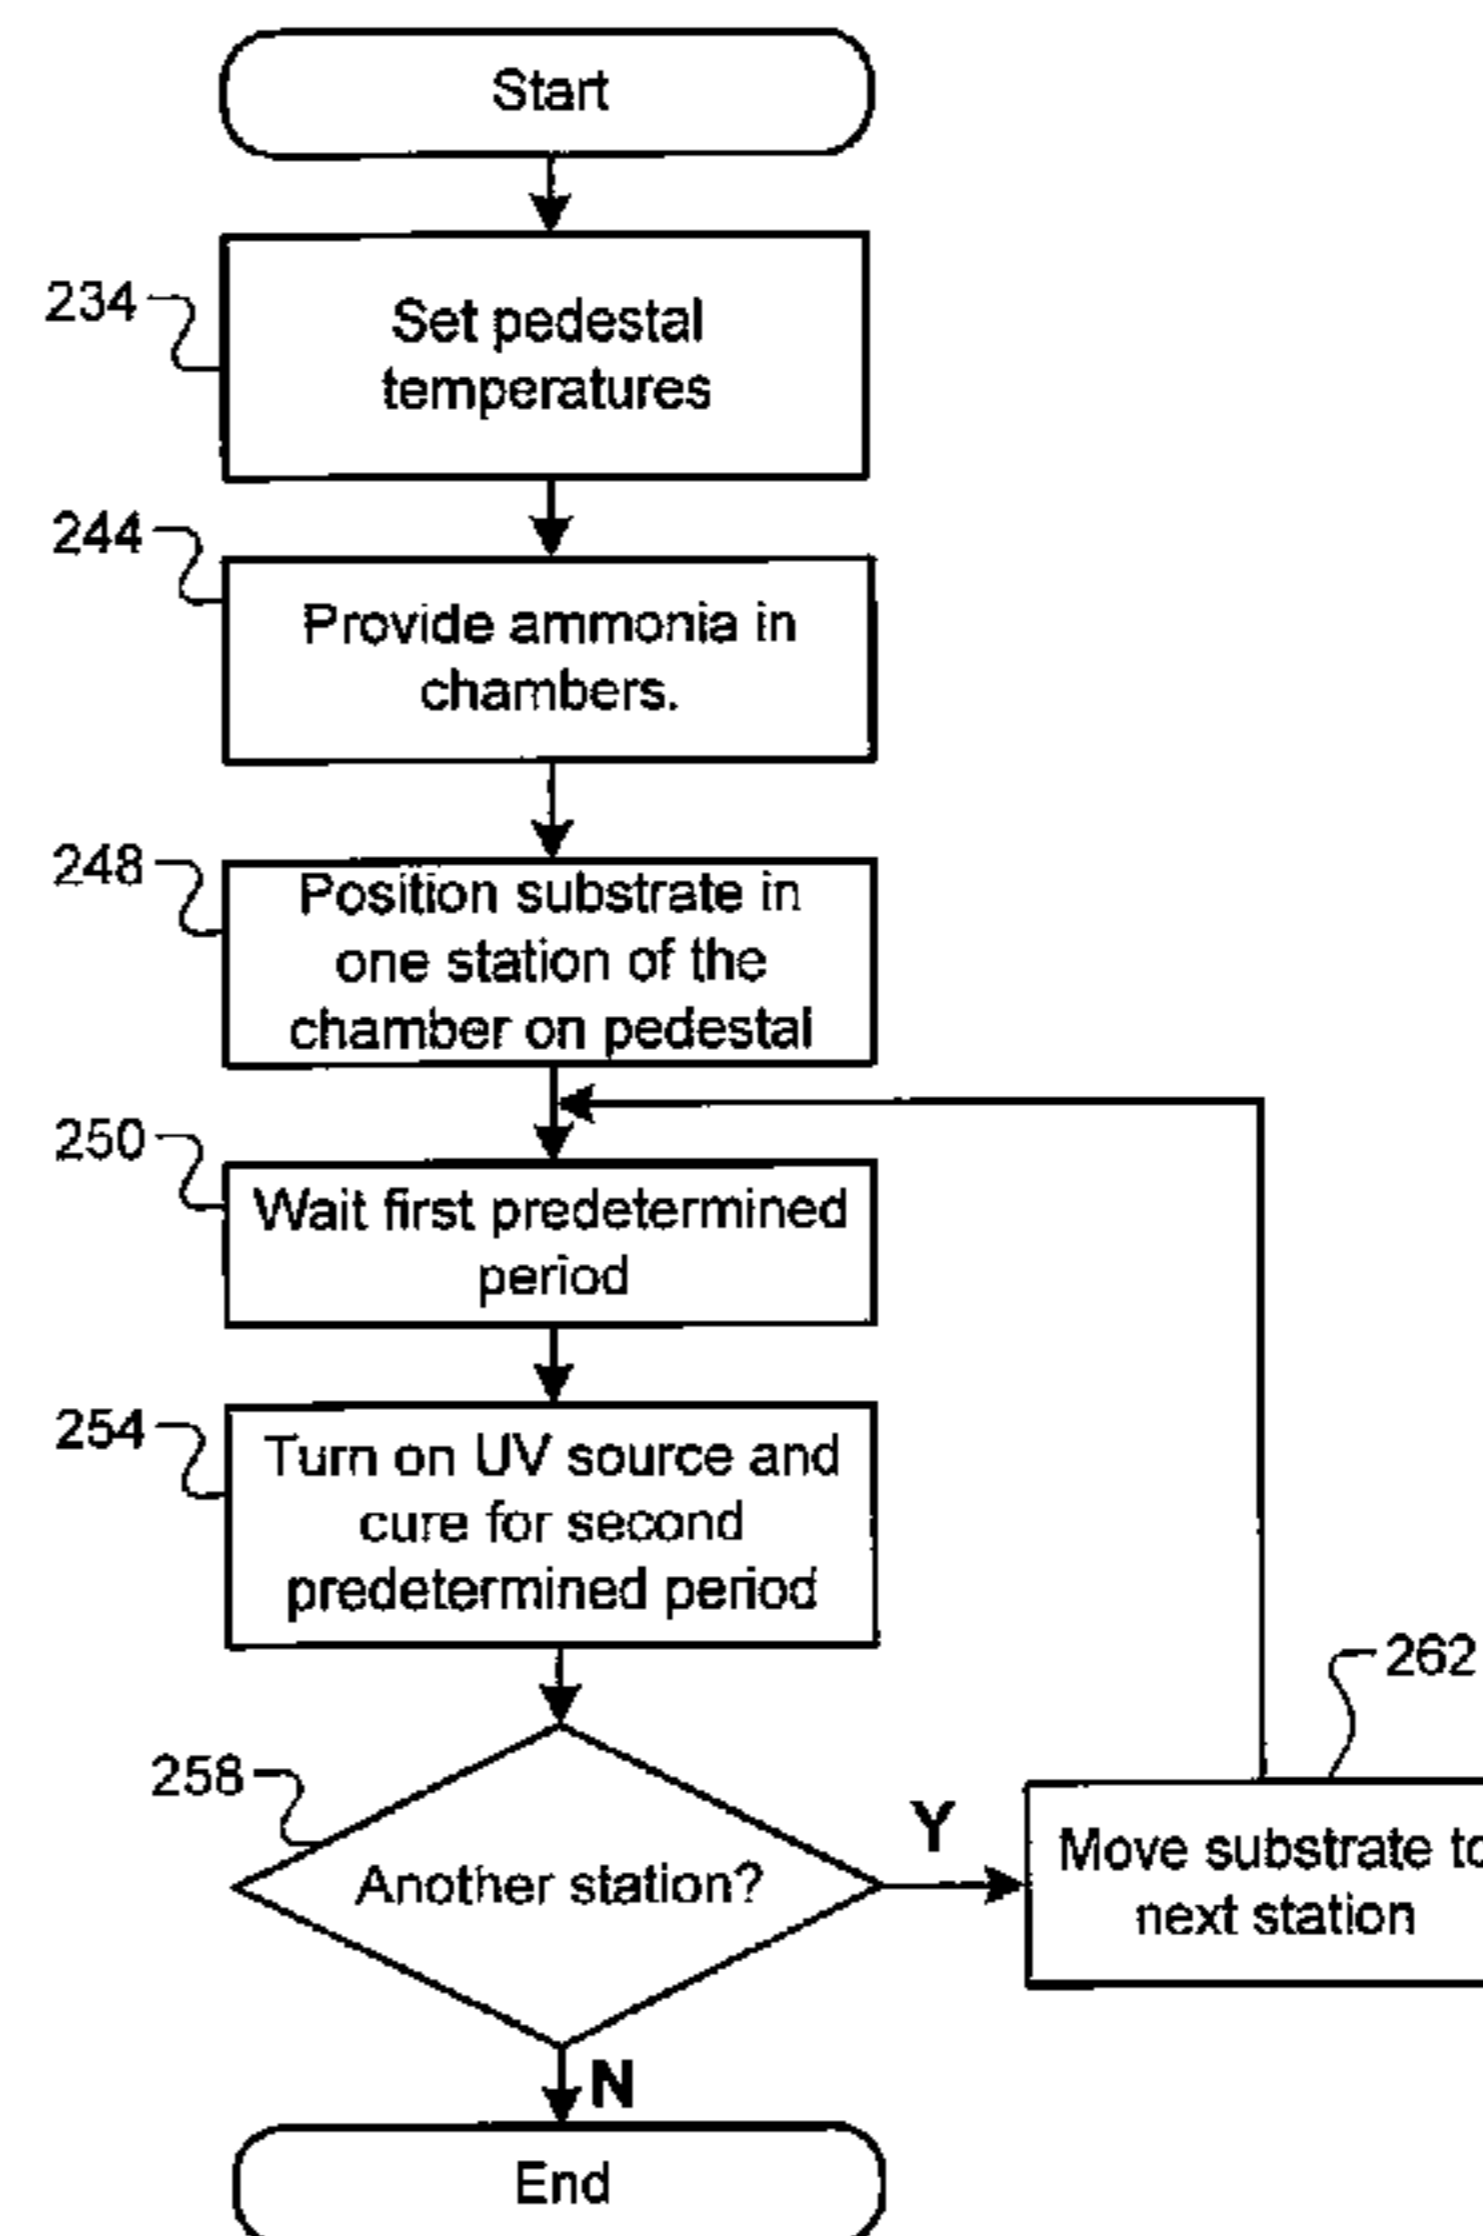 Start
234
Set pedestal
temperatures
244
Provide ammonia in
chambers.
248
Position substrate in
one station of the
chamber on pedestal
250
Wait first predetermined
period
254
Turn on UV source and
cure for second
predetermined period
258
Another station?
Y
262
Move substrate to
next station
N
End